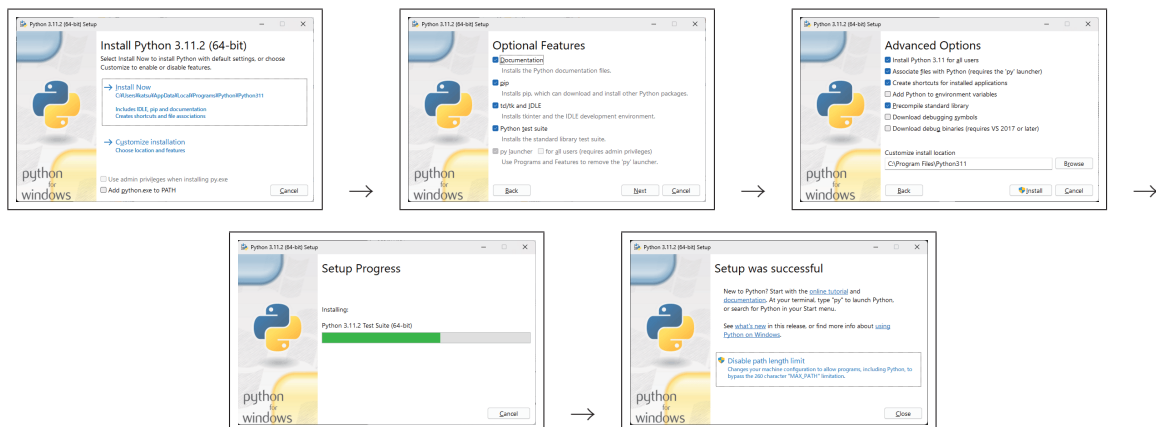 Python 3.11.2 (64-bit) Setup
Install Python 3.11.2 (64-bit)
Select Install Now to install Python with default settings, or choose
Customize to enable or disable features.
→ Install Now
C:¥Users¥katsu¥AppData¥Local¥Programs¥Python¥Python311
Includes IDLE, pip and documentation
Creates shortcuts and file associations
→ Customize installation
Choose location and features
Use admin privileges when installing py.exe
Add python.exe to PATH
Cancel
python
for
windows
→
Python 3.11.2 (64-bit) Setup
Optional Features
Documentation
Installs the Python documentation files.
pip
Installs pip, which can download and install other Python packages.
td/tk and IDLE
Installs tkinter and the IDLE development environment.
Python test suite
Installs the standard library test suite.
py launcher for all users (requires admin privileges)
Use Programs and Features to remove the 'py' launcher.
Back Next Cancel
python
for
windows
→
Python 3.11.2 (64-bit) Setup
Advanced Options
Install Python 3.11 for all users
Associate files with Python (requires the 'py' launcher)
Create shortcuts for installed applications
Add Python to environment variables
Precompile standard library
Download debugging symbols
Download debug binaries (requires VS 2017 or later)
Customize install location
C:\Program Files\Python311 Browse
Back Install Cancel
python
for
windows
→
Python 3.11.2 (64-bit) Setup
Setup Progress
Installing:
Python 3.11.2 Test Suite (64-bit)
Cancel
python
for
windows
→
Python 3.11.2 (64-bit) Setup
Setup was successful
New to Python? Start with the online tutorial and
documentation. At your terminal, type "py" to launch Python,
or search for Python in your Start menu.
See what's new in this release, or find more info about using
Python on Windows.
Disable path length limit
Changes your machine configuration to allow programs, including Python, to
bypass the 260 character "MAX_PATH" limitation.
Close
python
for
windows